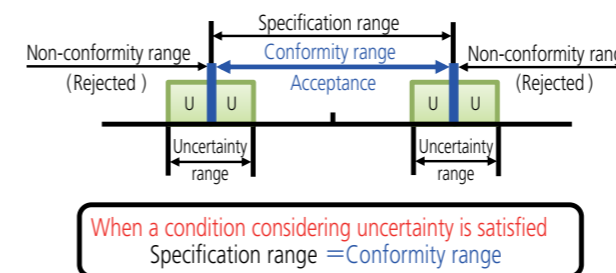 Specification range
Non-conformity range
Conformity range
Non-conformity rang
(Rejected )
Acceptance
(Rejected)
U U
U U
Uncertainty
range
Uncertainty
range
When a condition considering uncertainty is satisfied
Specification range =Conformity range